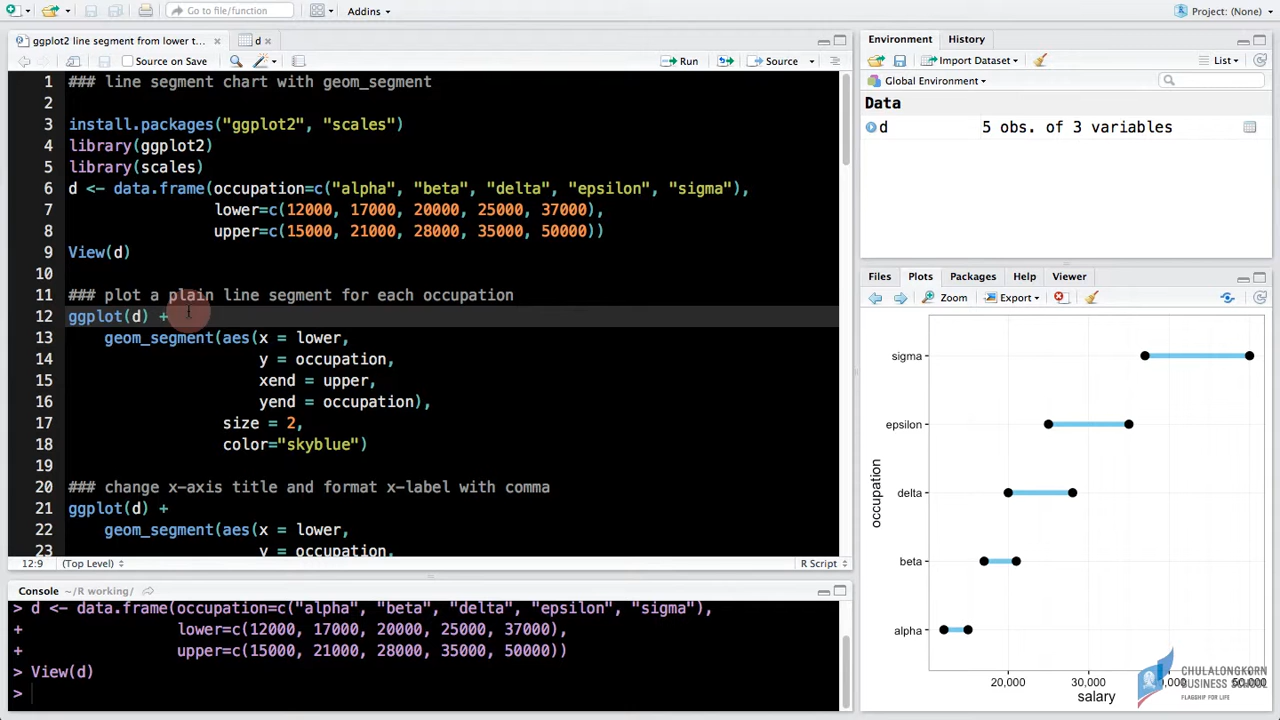 Go to file/function
Addins
Project: (None)
ggplot2 line segment from lower t...
d
Source on Save
Run
Source
1 ### line segment chart with geom_segment
2
3 install.packages("ggplot2", "scales")
4 library(ggplot2)
5 library(scales)
6 d <- data.frame(occupation=c("alpha", "beta", "delta", "epsilon", "sigma"),
7 lower=c(12000, 17000, 20000, 25000, 37000),
8 upper=c(15000, 21000, 28000, 35000, 50000))
9 View(d)
10
11 ### plot a plain line segment for each occupation
12 ggplot(d) +
13 geom_segment(aes(x = lower,
14 y = occupation,
15 xend = upper,
16 yend = occupation),
17 size = 2,
18 color="skyblue")
19
20 ### change x-axis title and format x-label with comma
21 ggplot(d) +
22 geom_segment(aes(x = lower,
23 y = occupation,
12:9 (Top Level)
R Script
Console ~/R working/
> d <- data.frame(occupation=c("alpha", "beta", "delta", "epsilon", "sigma"),
+ lower=c(12000, 17000, 20000, 25000, 37000),
+ upper=c(15000, 21000, 28000, 35000, 50000))
> View(d)
>
Environment History
Import Dataset
List
Global Environment
Data
d 5 obs. of 3 variables
Files Plots Packages Help Viewer
Zoom Export
sigma
epsilon
delta
beta
alpha
occupation
20,000 30,000 40,000 50,000
salary
CHULALONGKORN
BUSINESS SCHOOL
FLAGSHIP FOR LIFE